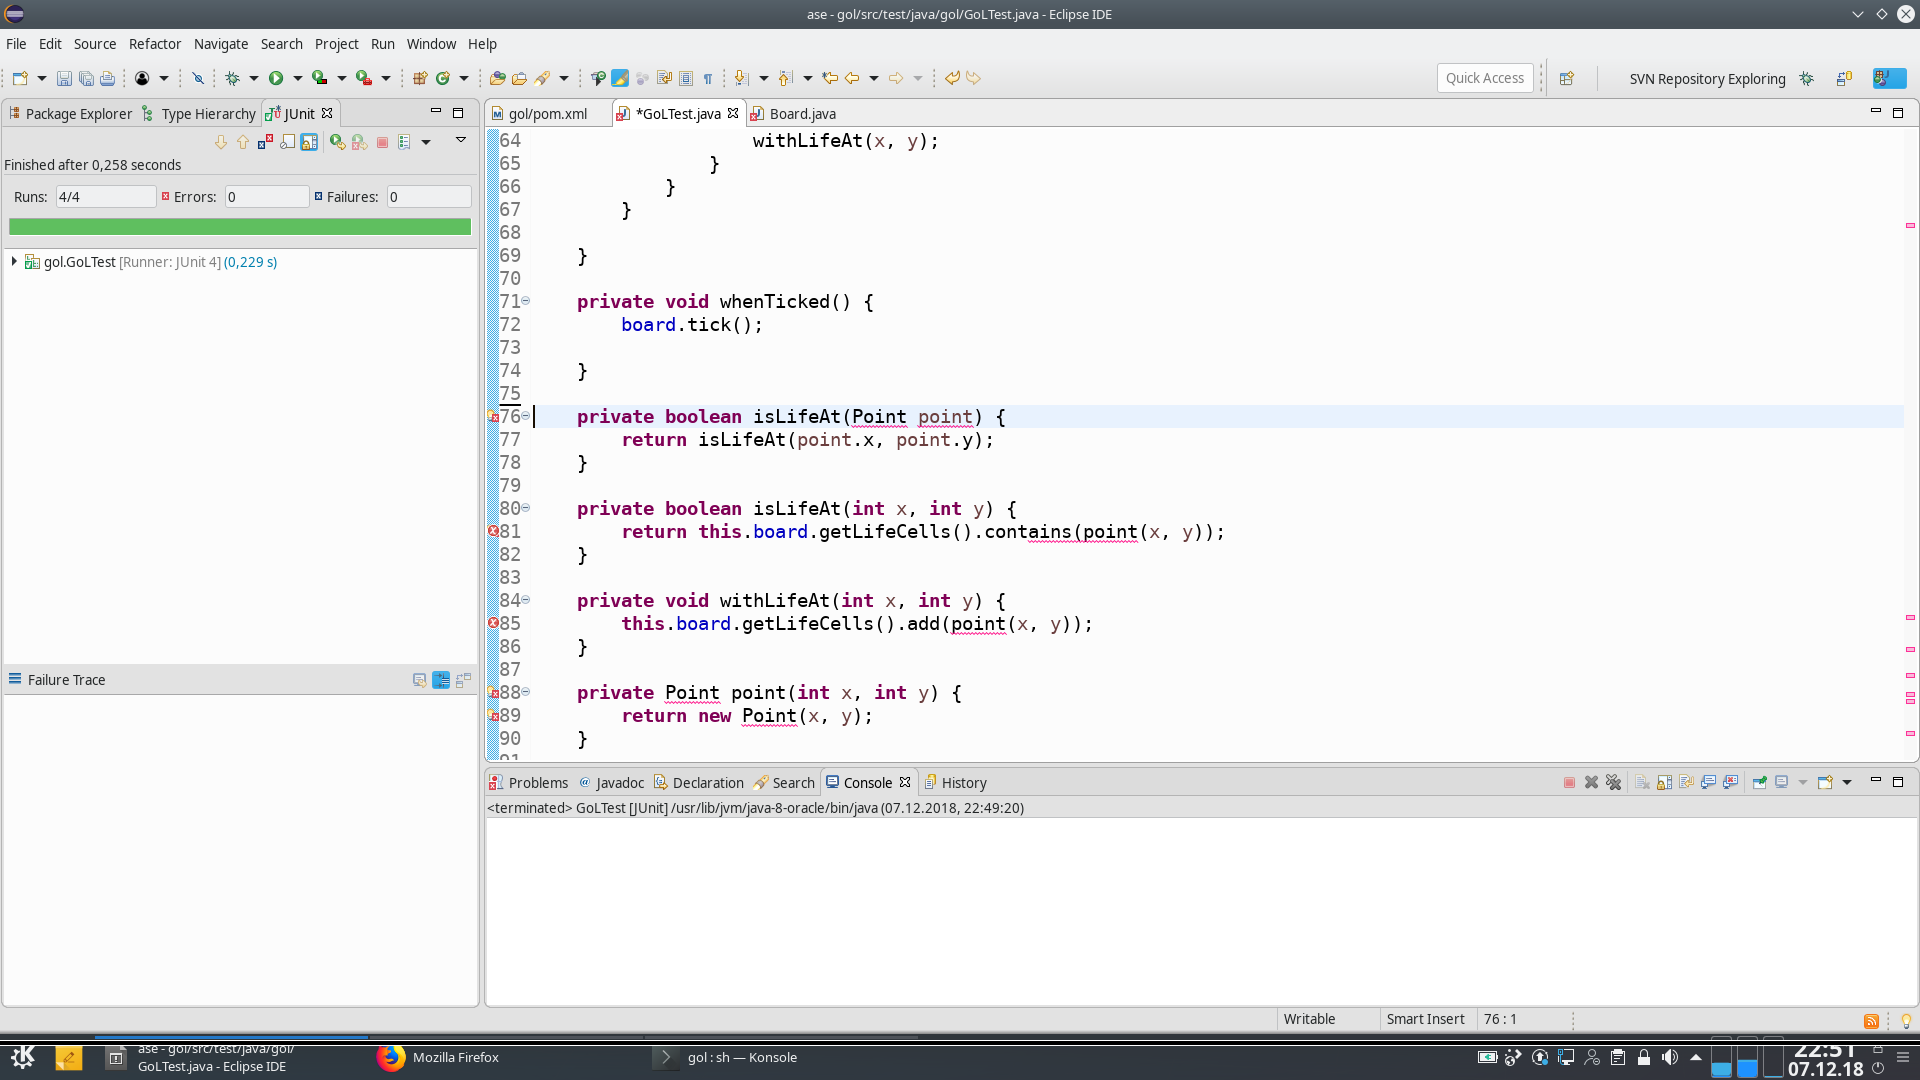 ase - gol/src/test/java/gol/GoLTest.java - Eclipse IDE
File Edit Source Refactor Navigate Search Project Run Window Help
Quick Access
SVN Repository Exploring
Package Explorer Type Hierarchy JUnit
Finished after 0,258 seconds
Runs: 4/4 Errors: 0 Failures: 0
gol.GoLTest [Runner: JUnit 4] (0,229 s)
Failure Trace
gol/pom.xml *GoLTest.java Board.java
64 withLifeAt(x, y);
65 }
66 }
67 }
68
69 }
70
71 private void whenTicked() {
72 board.tick();
73
74 }
75
76 private boolean isLifeAt(Point point) {
77 return isLifeAt(point.x, point.y);
78 }
79
80 private boolean isLifeAt(int x, int y) {
81 return this.board.getLifeCells().contains(point(x, y));
82 }
83
84 private void withLifeAt(int x, int y) {
85 this.board.getLifeCells().add(point(x, y));
86 }
87
88 private Point point(int x, int y) {
89 return new Point(x, y);
90 }
91
Problems Javadoc Declaration Search Console History
<terminated> GoLTest [JUnit] /usr/lib/jvm/java-8-oracle/bin/java (07.12.2018, 22:49:20)
Writable Smart Insert 76 : 1
ase - gol/src/test/java/gol/
GoLTest.java - Eclipse IDE
Mozilla Firefox
gol : sh — Konsole
22:51
07.12.18